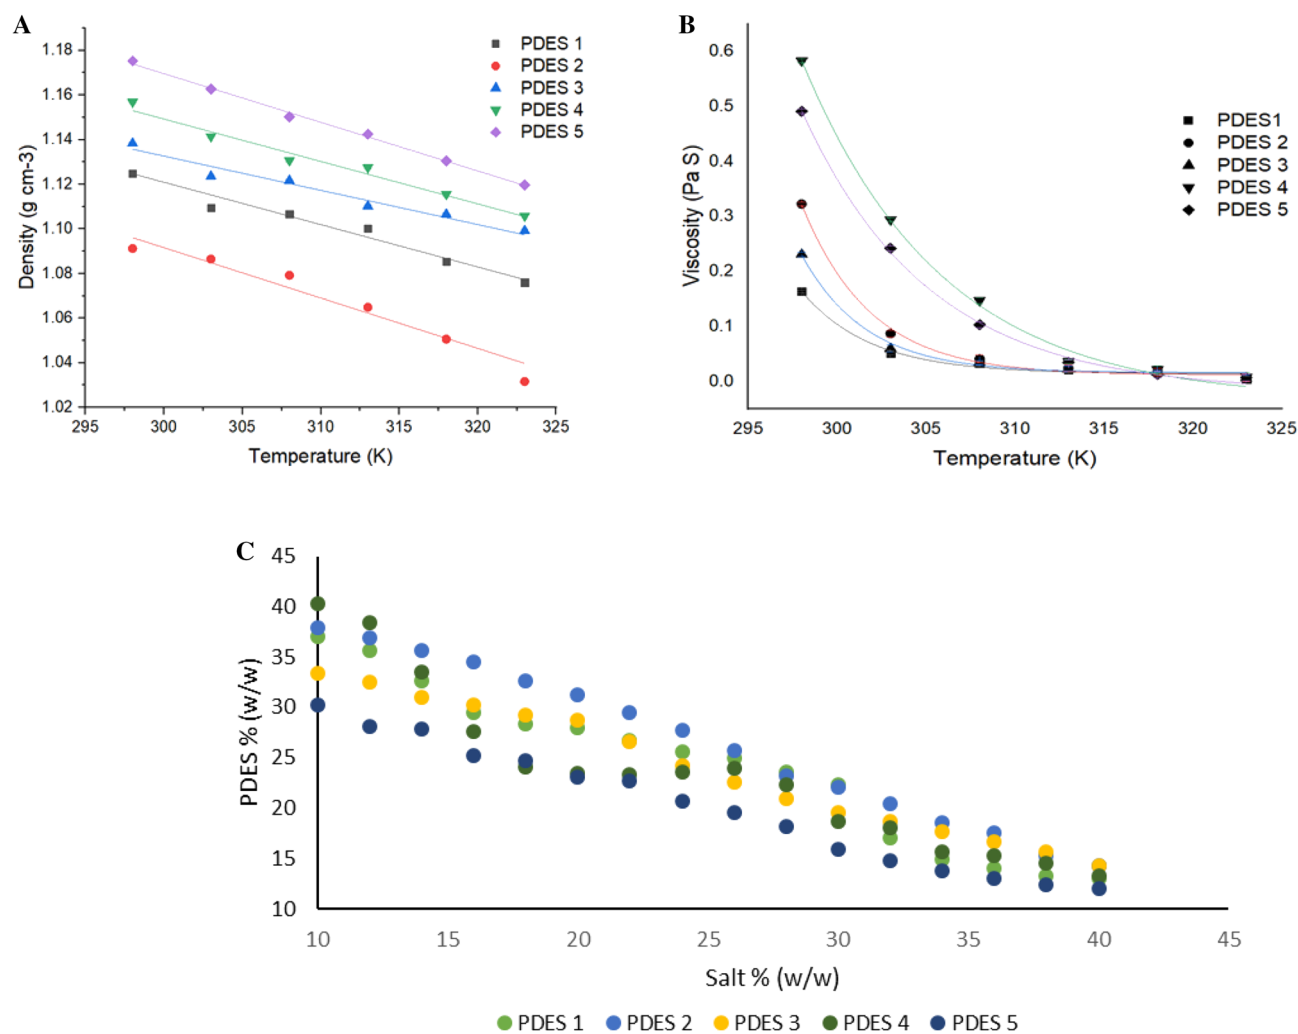 A
1.18
1.16
1.14
1.12
1.10
1.08
1.06
1.04
1.02
Density (g cm-3)
295
300
305
310
315
320
325
Temperature (K)
PDES 1
PDES 2
PDES 3
PDES 4
PDES 5
B
0.6
0.5
0.4
0.3
0.2
0.1
0.0
Viscosity (Pa S)
295
300
305
310
315
320
325
Temperature (K)
PDES1
PDES 2
PDES 3
PDES 4
PDES 5
C
45
40
35
30
25
20
15
10
PDES % (w/w)
10
15
20
25
30
35
40
45
Salt % (w/w)
PDES 1
PDES 2
PDES 3
PDES 4
PDES 5